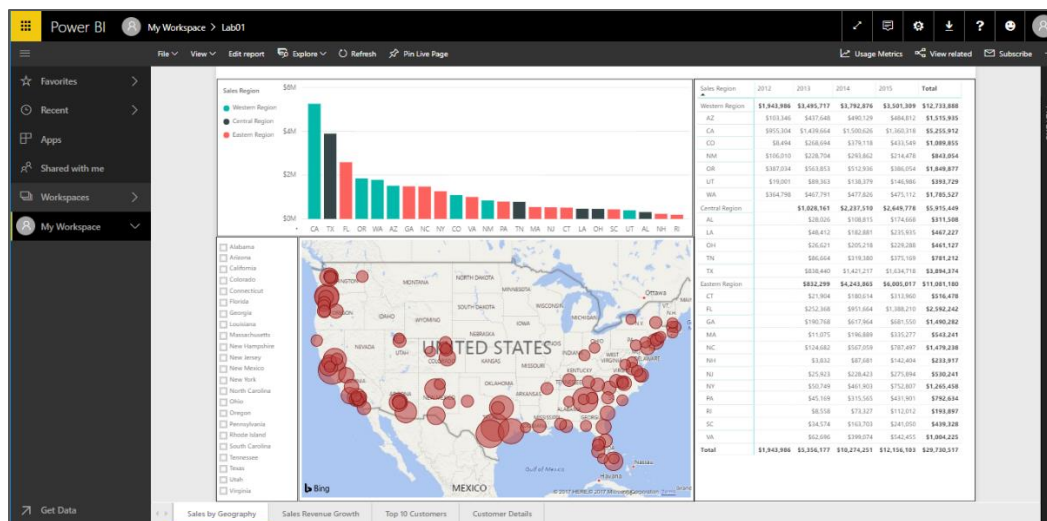 Power BI My Workspace > Lab01
File View Edit report Explore Refresh Pin Live Page Usage Metrics View related Subscribe
Favorites
Recent
Apps
Shared with me
Workspaces
My Workspace
Get Data
Sales Region
Western Region
Central Region
Eastern Region
$6M
$4M
$2M
$0M
CA TX FL OR WA AZ GA NC NY CO VA NM PA TN MA NJ CT LA OH SC UT AL NH RI
Alabama
Arizona
California
Colorado
Connecticut
Florida
Georgia
Louisiana
Massachusetts
New Hampshire
New Jersey
New Mexico
New York
North Carolina
Ohio
Oregon
Pennsylvania
Rhode Island
South Carolina
Tennessee
Texas
Utah
Virginia
MONTANA
NORTH DAKOTA
MINNESOTA
Ottawa
SOUTH DAKOTA
WISCONSIN
MICHIGAN
IDAHO
WYOMING
IOWA
NEBRASKA
NEVADA
UTAH
UNITED STATES
KANSAS
MISSOURI
KENTUCKY
OKLAHOMA
ARKANSAS
GEORGIA
Gulf of Mexico
MEXICO
Bing
Sales Region 2012 2013 2014 2015 Total
Western Region $1,943,986 $3,495,717 $3,792,876 $3,501,309 $12,733,888
AZ $103,346 $437,648 $490,129 $484,812 $1,515,935
CA $955,304 $1,439,664 $1,500,626 $1,360,318 $5,255,912
CO $8,494 $268,694 $379,118 $433,549 $1,089,855
NM $106,010 $228,704 $293,862 $214,478 $843,054
OR $387,034 $563,853 $512,936 $386,054 $1,849,877
UT $19,001 $89,363 $138,379 $146,986 $393,729
WA $364,798 $467,791 $477,826 $475,112 $1,785,527
Central Region $1,028,161 $2,237,510 $2,649,778 $5,915,449
AL $28,026 $108,815 $174,668 $311,508
LA $48,412 $182,881 $235,935 $467,227
OH $26,621 $205,218 $229,288 $461,127
TN $86,664 $319,380 $375,169 $781,212
TX $838,440 $1,421,217 $1,634,718 $3,894,374
Eastern Region $832,299 $4,243,865 $6,005,017 $11,081,180
CT $21,904 $180,614 $313,960 $516,478
FL $252,368 $951,664 $1,388,210 $2,592,242
GA $190,768 $617,964 $681,550 $1,490,282
MA $11,075 $196,889 $335,277 $543,241
NC $124,682 $567,059 $787,497 $1,479,238
NH $3,832 $87,681 $142,404 $233,917
NJ $25,923 $228,423 $275,894 $530,241
NY $50,749 $461,903 $752,807 $1,265,458
PA $45,169 $315,565 $431,901 $792,634
RI $8,558 $73,327 $112,012 $193,897
SC $34,574 $163,703 $241,050 $439,328
VA $62,696 $399,074 $542,455 $1,004,225
Total $1,943,986 $5,356,177 $10,274,251 $12,156,103 $29,730,517
Sales by Geography Sales Revenue Growth Top 10 Customers Customer Details